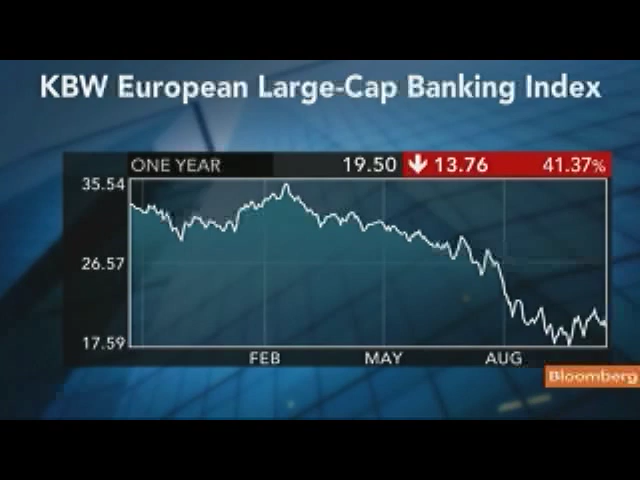 KBW European Large-Cap Banking Index
ONE YEAR 19.50 13.76 41.37%
35.54
26.57
17.59
FEB MAY AUG
Bloomberg